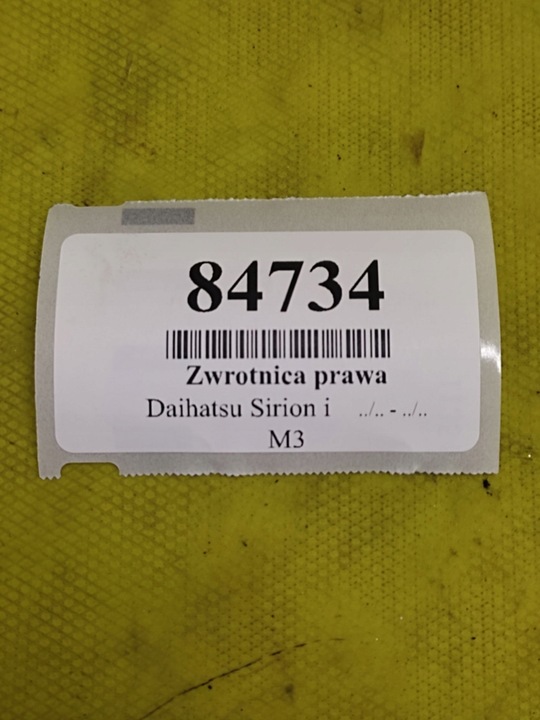 84734
Zwrotnica prawa
Daihatsu Sirion i ../.. - ../..
M3